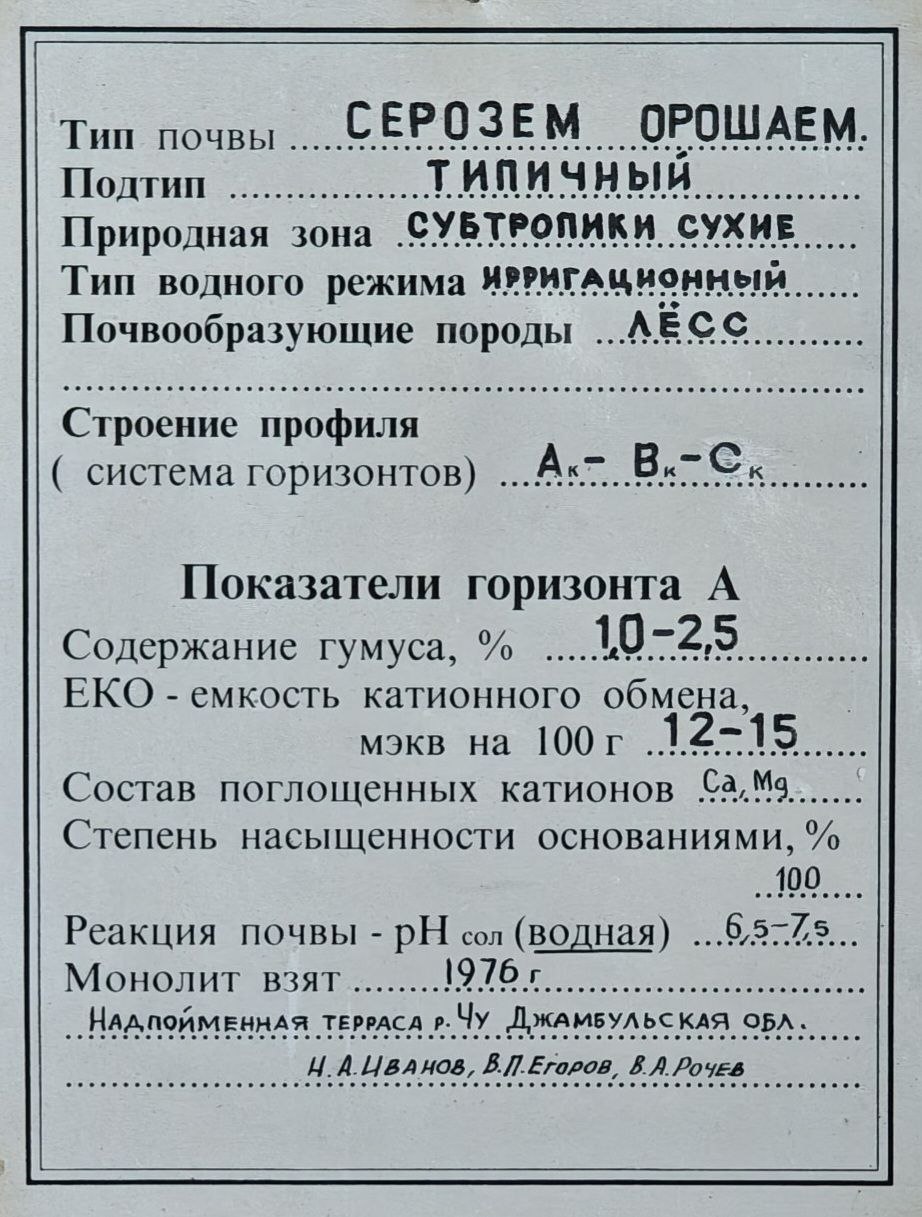 Тип почвы СЕРОЗЕМ ОРОШАЕМ.
Подтип ТИПИЧНЫЙ
Природная зона СУБТРОПИКИ СУХИЕ
Тип водного режима ИРРИГАЦИОННЫЙ
Почвообразующие породы ЛЁСС
Строение профиля
( система горизонтов) Aк- Bк-Cк
Показатели горизонта А
Содержание гумуса, % 1,0-2,5
ЕКО - емкость катионного обмена,
мэкв на 100 г 12-15
Состав поглощенных катионов Ca, Mg
Степень насыщенности основаниями, %
100
Реакция почвы - pH сол (водная) 6,5-7,5
Монолит взят 1976 г
НАДПОЙМЕННАЯ ТЕРРАСА р. ЧУ ДЖАМБУЛЬСКАЯ ОБЛ.
И.А.ИВАНОВ, В.П.ЕГОРОВ, В.А.РОЧЕВ